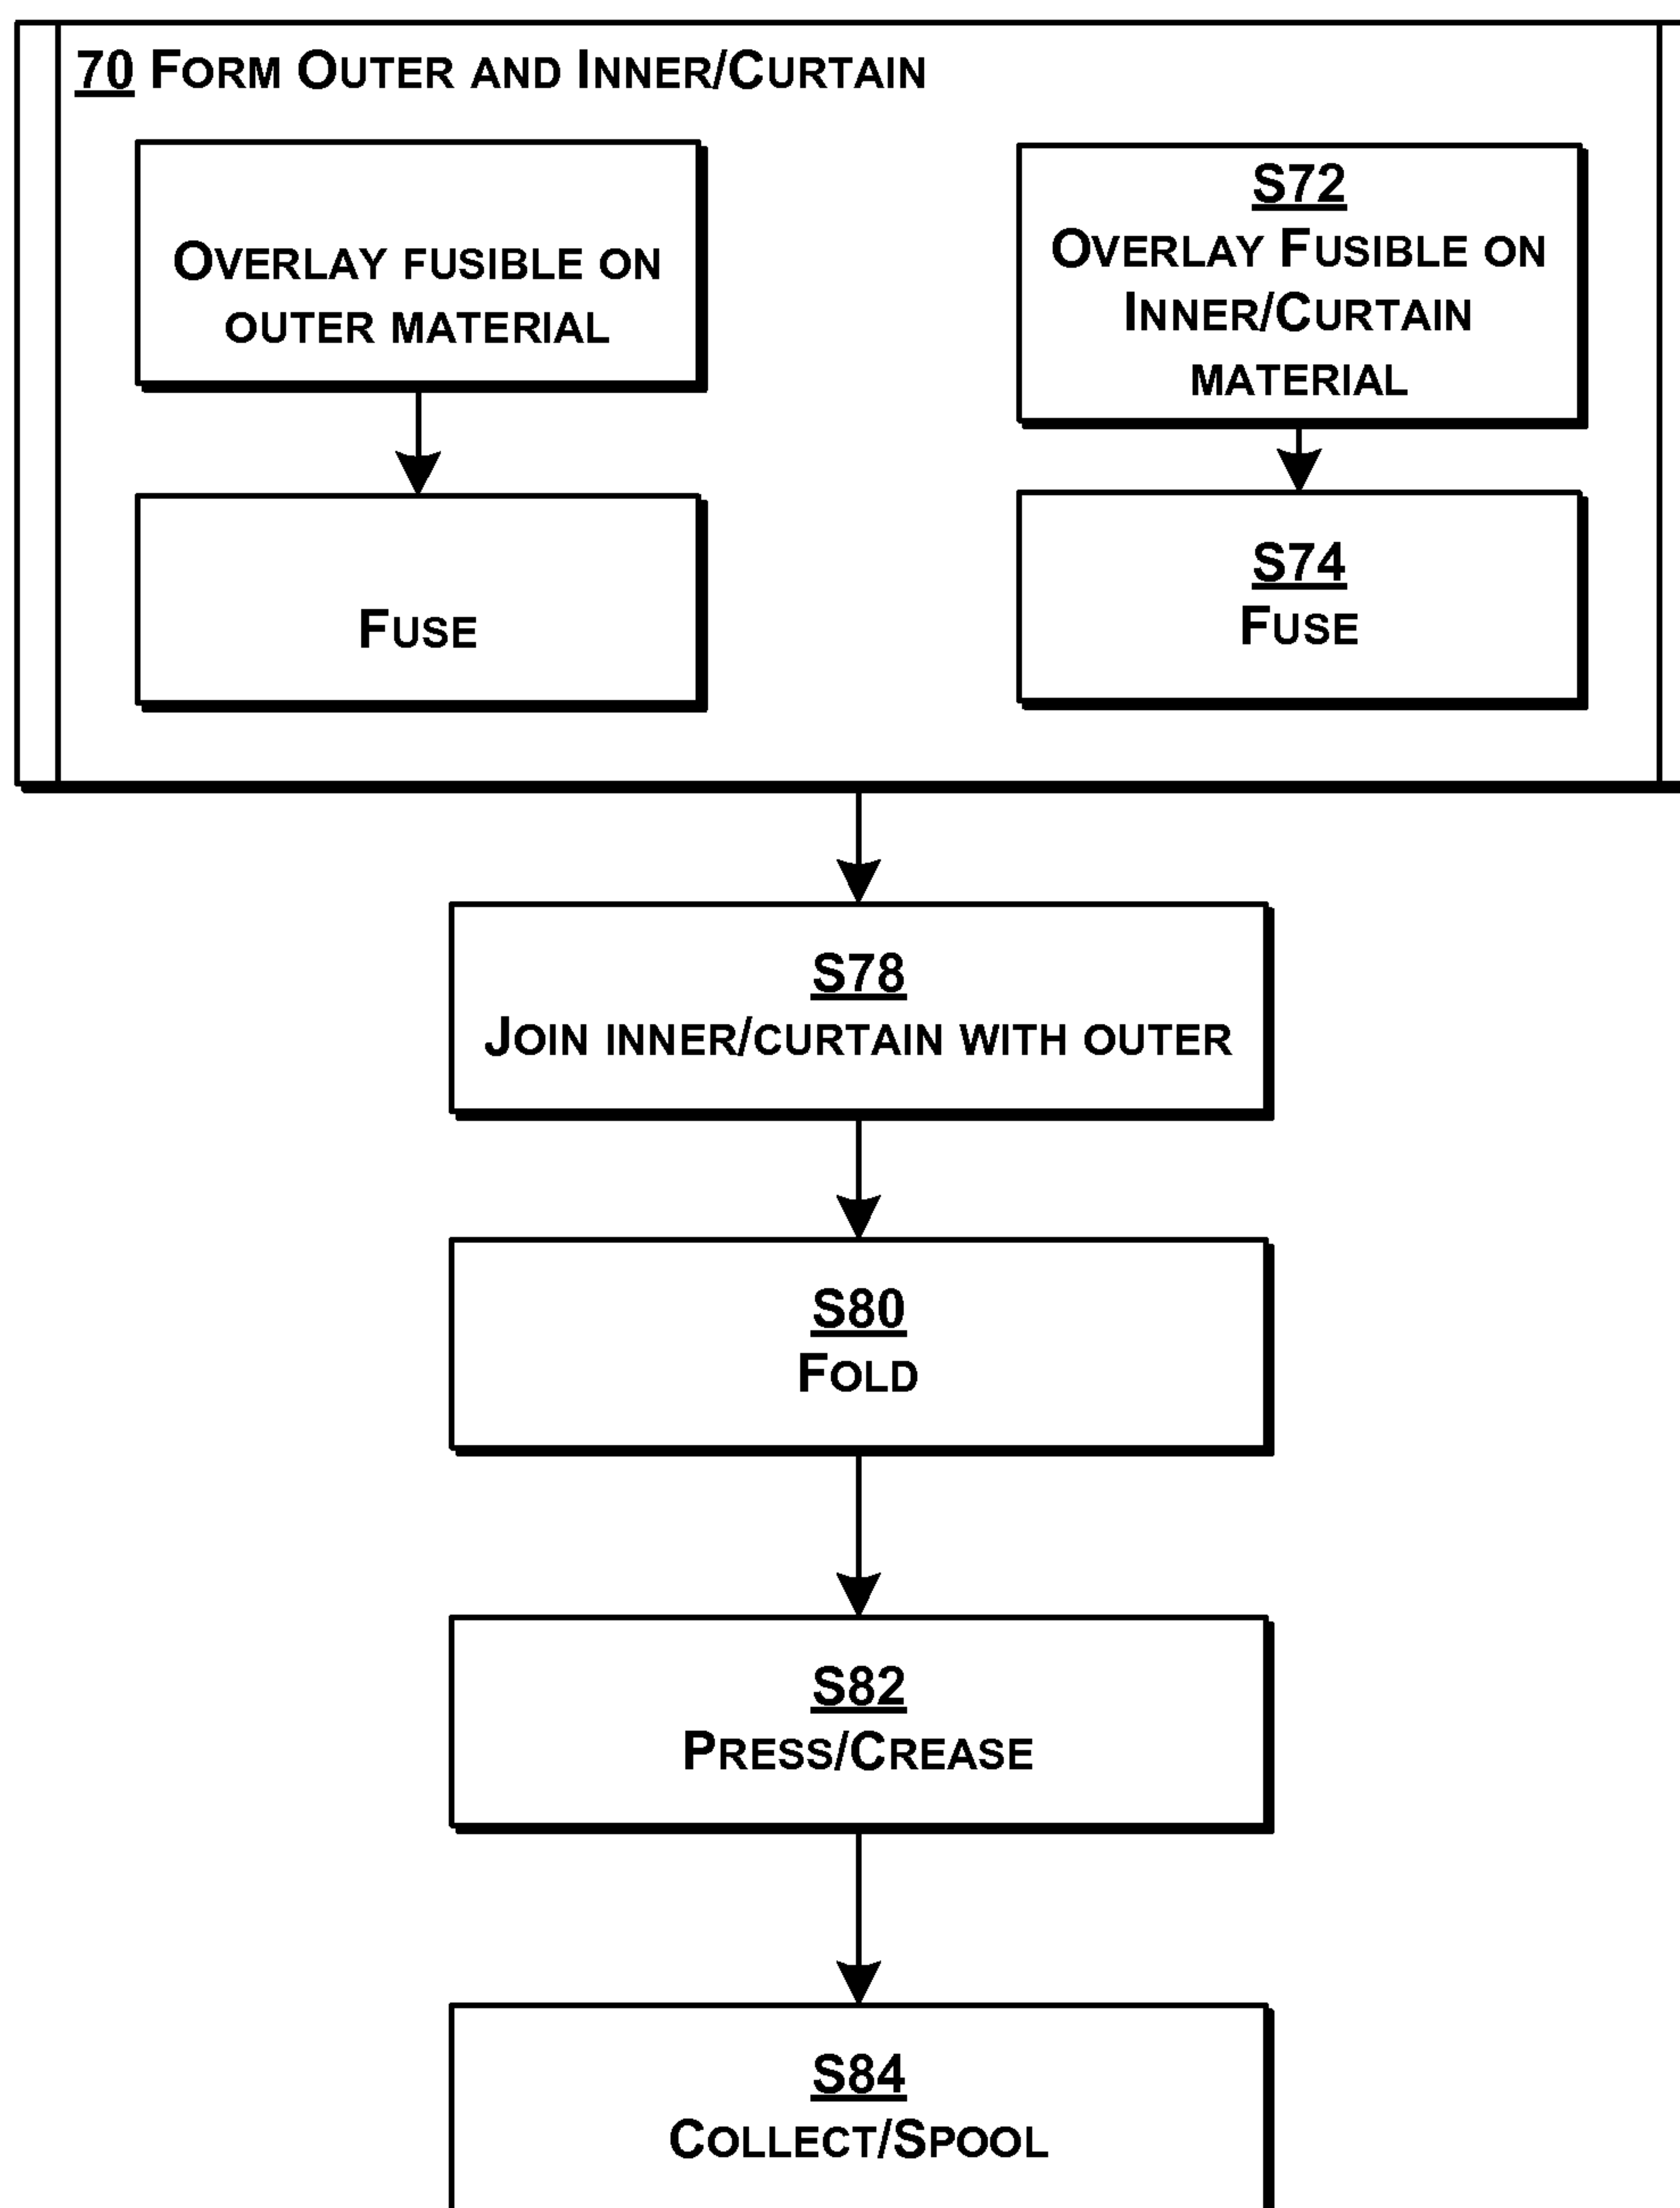 70 FORM OUTER AND INNER/CURTAIN
OVERLAY FUSIBLE ON
OUTER MATERIAL
FUSE
S72
OVERLAY FUSIBLE ON
INNER/CURTAIN
MATERIAL
S74
FUSE
S78
JOIN INNER/CURTAIN WITH OUTER
S80
FOLD
S82
PRESS/CREASE
S84
COLLECT/SPOOL